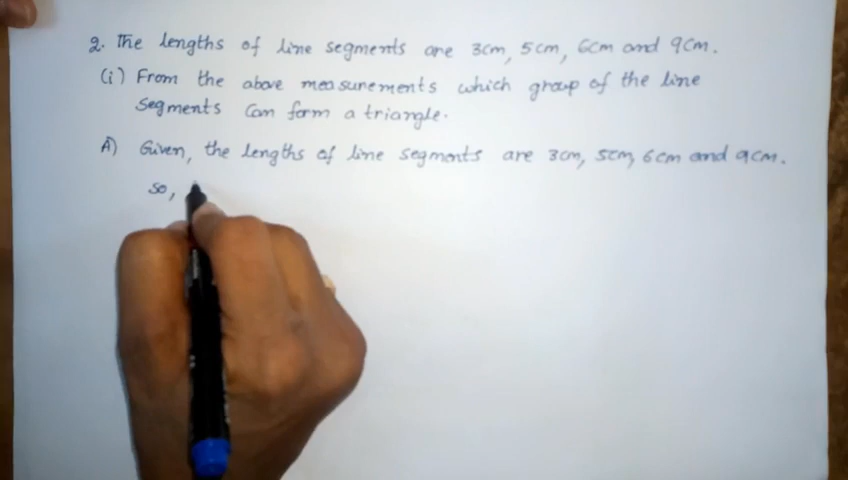 2. The lengths of line segments are 3cm, 5cm, 6cm and 9cm.
(i) From the above measurements which group of the line
segments can form a triangle.
A) Given, the lengths of line segments are 3cm, 5cm, 6cm and 9cm.
So,